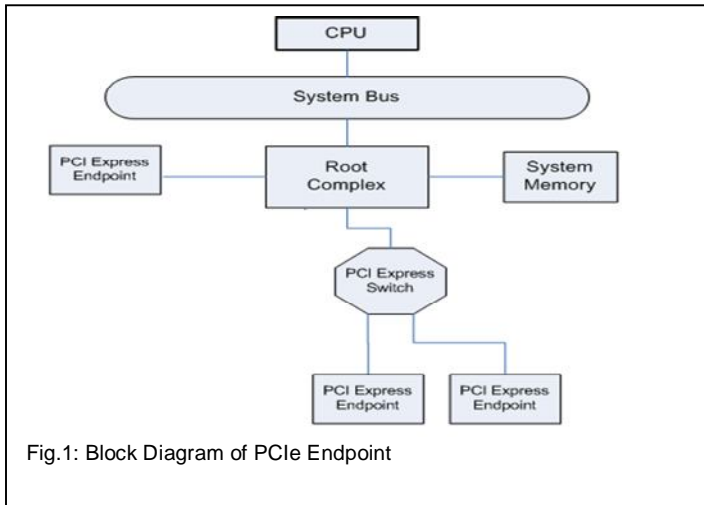 CPU
System Bus
PCI Express
Endpoint
Root
Complex
System
Memory
PCI Express
Switch
PCI Express
Endpoint
PCI Express
Endpoint
Fig.1: Block Diagram of PCIe Endpoint